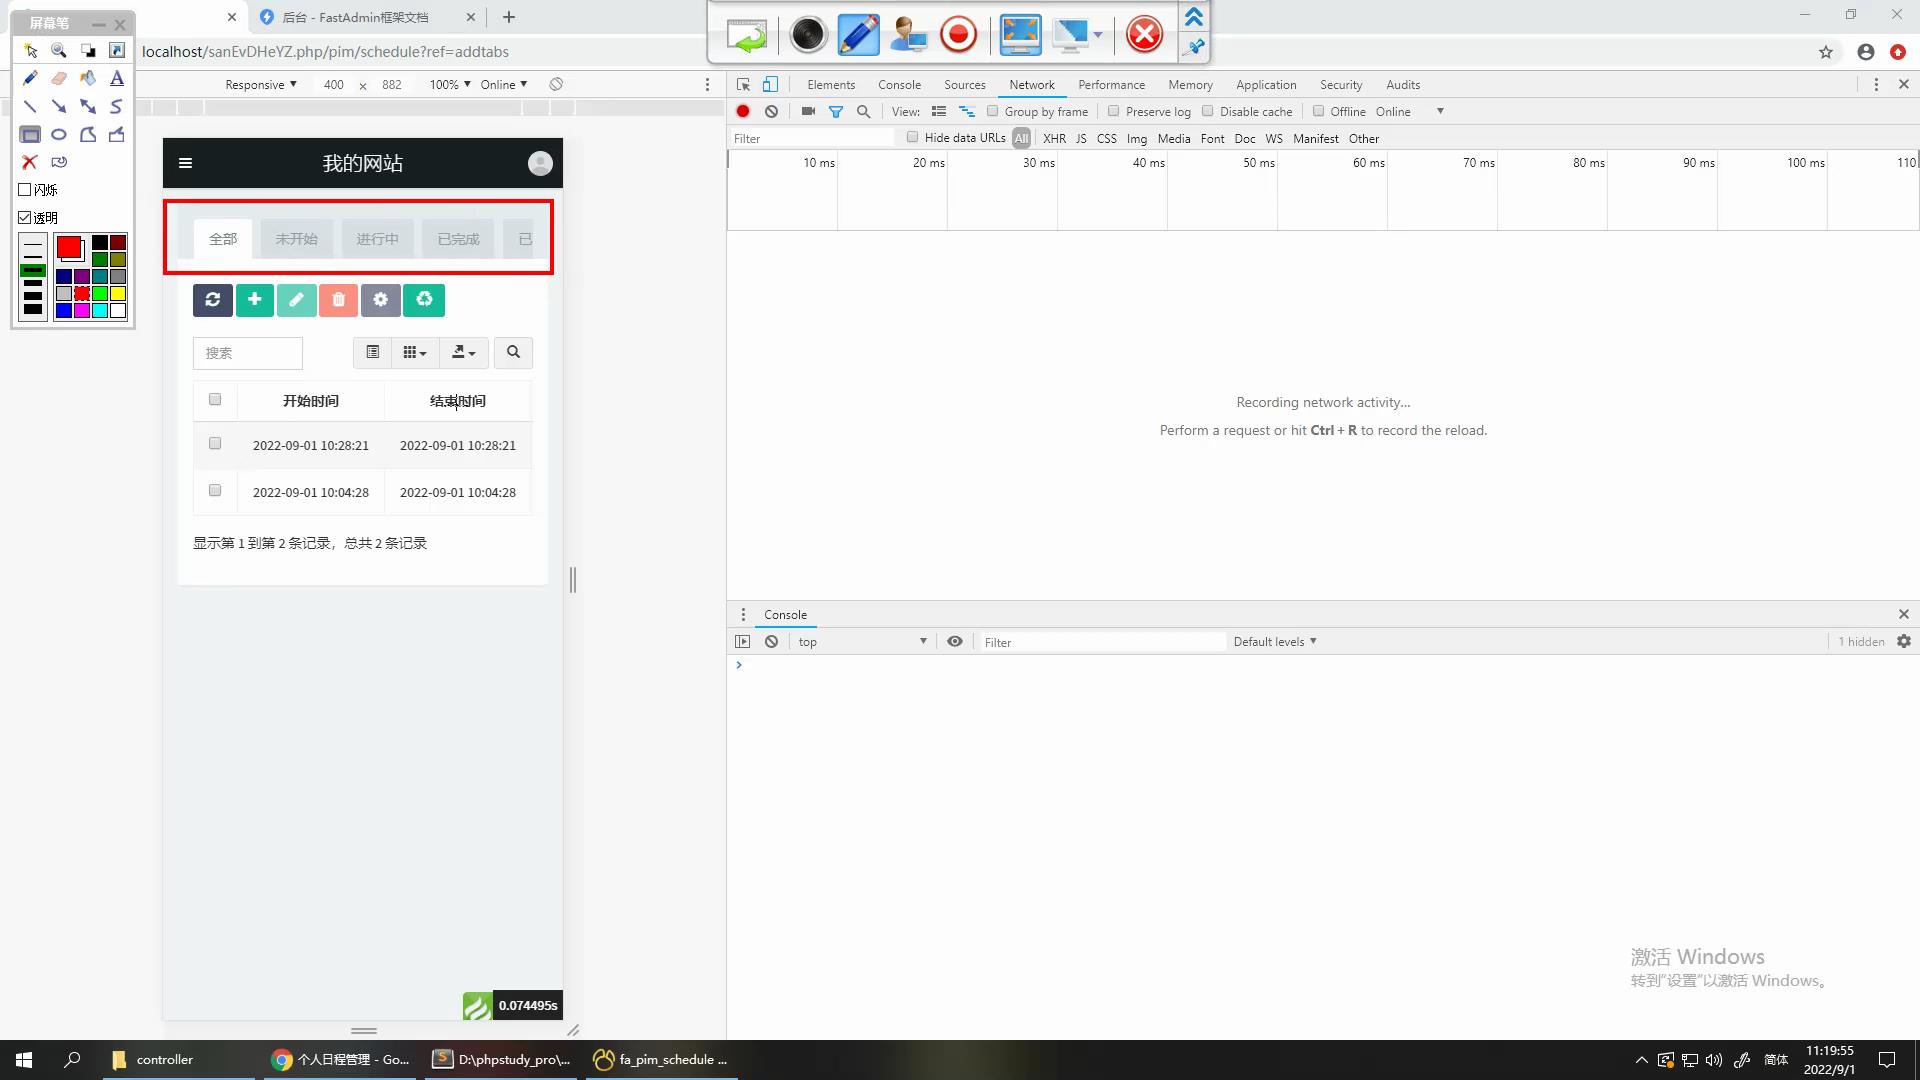 屏幕笔
后台 - FastAdmin框架文档
localhost/sanEvDHeYZ.php/pim/schedule?ref=addtabs
闪烁
透明
Responsive 400 x 882 100% Online
我的网站
全部 未开始 进行中 已完成 已
搜索
开始时间 结束时间
2022-09-01 10:28:21 2022-09-01 10:28:21
2022-09-01 10:04:28 2022-09-01 10:04:28
显示第 1 到第 2 条记录，总共 2 条记录
0.074495s
Elements Console Sources Network Performance Memory Application Security Audits
View: Group by frame Preserve log Disable cache Offline Online
Filter Hide data URLs All XHR JS CSS Img Media Font Doc WS Manifest Other
10 ms 20 ms 30 ms 40 ms 50 ms 60 ms 70 ms 80 ms 90 ms 100 ms 110
Recording network activity...
Perform a request or hit Ctrl + R to record the reload.
Console
top Filter Default levels 1 hidden
激活 Windows
转到“设置”以激活 Windows。
controller 个人日程管理 - Go... D:\phpstudy_pro\... fa_pim_schedule ... 简体 11:19:55
2022/9/1